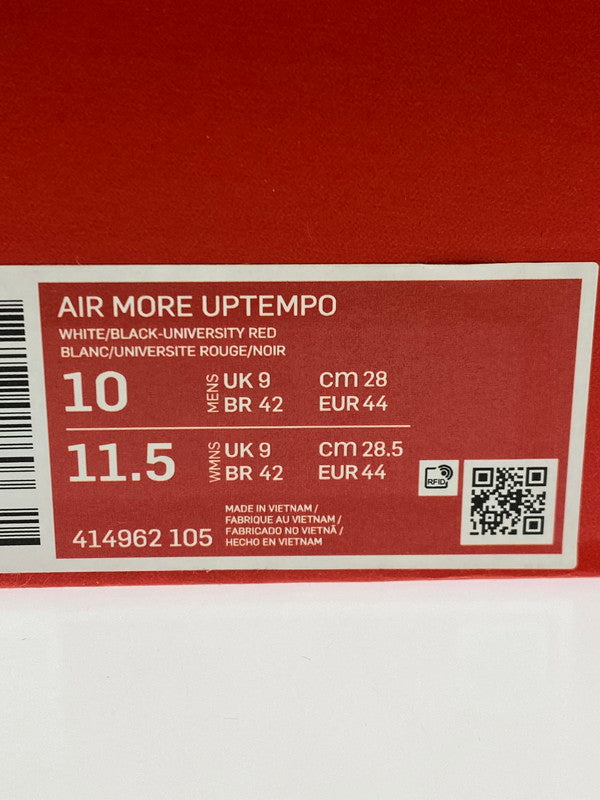 AIR MORE UPTEMPO
WHITE/BLACK-UNIVERSITY RED
BLANC/UNIVERSITE ROUGE/NOIR
10 MENS UK 9 cm 28
BR 42 EUR 44
11.5 WMNS UK 9 cm 28.5
BR 42 EUR 44
RFID
414962 105
MADE IN VIETNAM /
FABRIQUE AU VIETNAM /
FABRICADO NO VIETNÃ /
HECHO EN VIETNAM